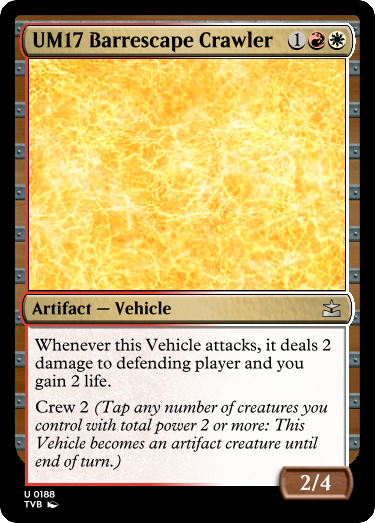 UM17 Barrescape Crawler 1
Artifact — Vehicle
Whenever this Vehicle attacks, it deals 2
damage to defending player and you
gain 2 life.
Crew 2 (Tap any number of creatures you
control with total power 2 or more: This
Vehicle becomes an artifact creature until
end of turn.)
2/4
U 0188
TVB